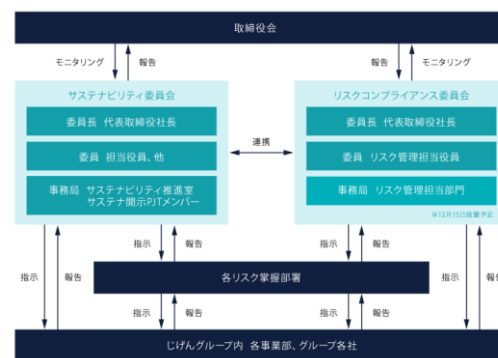 取締役会
モニタリング
報告
報告
モニタリング
サステナビリティ委員会
委員長 代表取締役社長
委員 担当役員、他
事務局 サステナビリティ推進室
サステナ開示PJTメンバー
連携
リスクコンプライアンス委員会
委員長 代表取締役社長
委員 リスク管理担当役員
事務局 リスク管理担当部門
※12月15日設置予定
指示
報告
指示
報告
指示
報告
指示
報告
各リスク掌握部署
指示
報告
指示
報告
じげんグループ内 各事業部、グループ各社